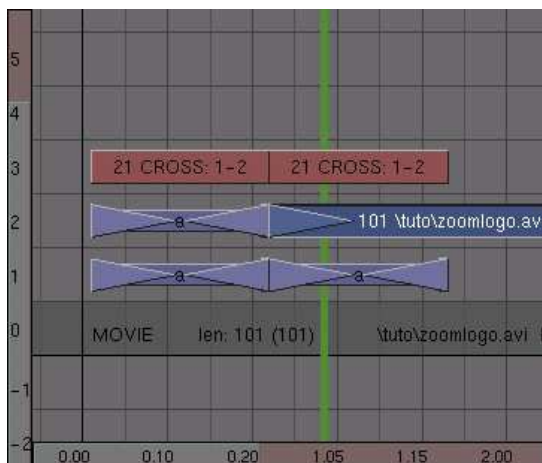 5
4
3
21 CROSS: 1-2 21 CROSS: 1-2
2
a 101 \tuto\zoomlogo.av
1
a a
0
MOVIE len: 101 (101) \tuto\zoomlogo.avi
-1
-2
0.00 0.10 0.20 1.05 1.15 2.00